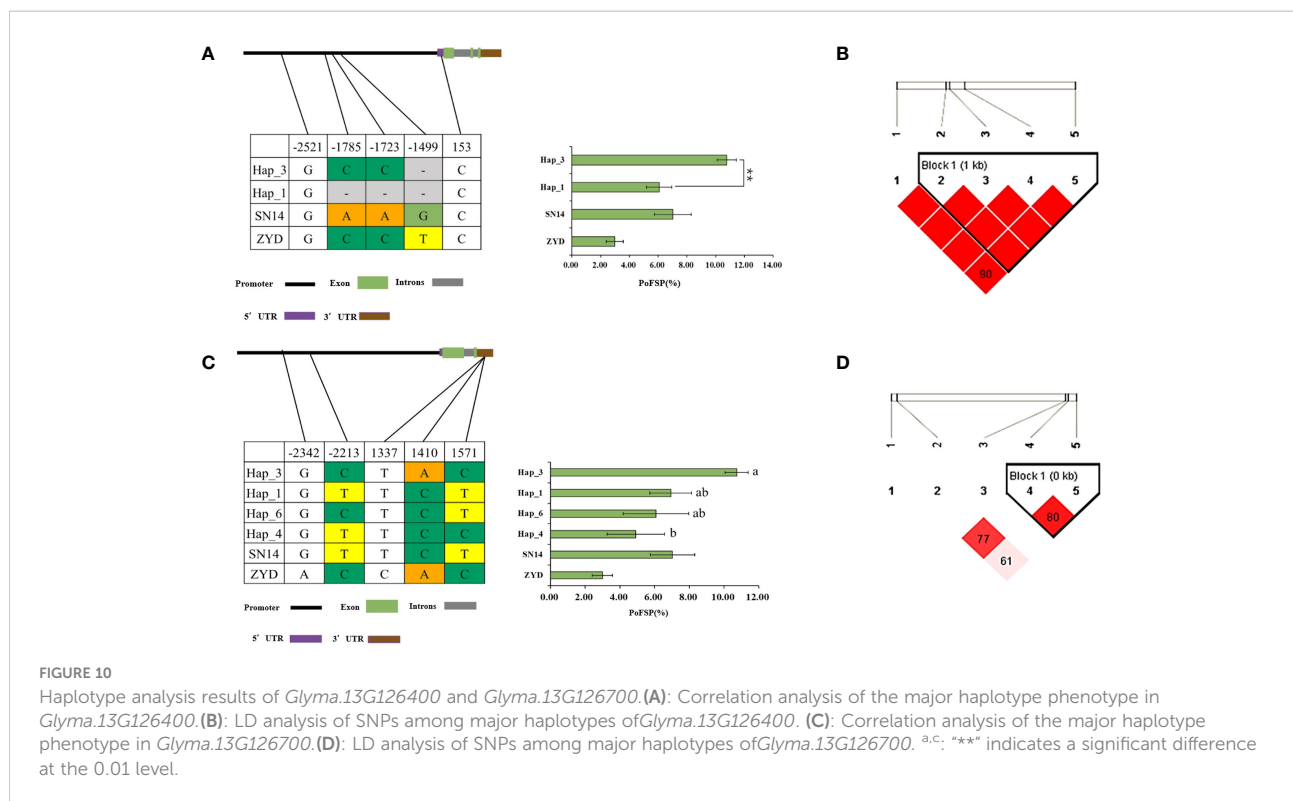 A
-2521 -1785 -1723 -1499 153
Hap_3 G C C - C
Hap_1 G - - - C
SN14 G A A G C
ZYD G C C T C
Promoter Exon Introns
5' UTR 3' UTR
Hap_3
Hap_1
SN14
ZYD
**
0.00 2.00 4.00 6.00 8.00 10.00 12.00 14.00
PoFSP(%)
B
1 2 3 4 5
Block 1 (1 kb)
1 2 3 4 5
90
C
-2342 -2213 1337 1410 1571
Hap_3 G C T A C
Hap_1 G T T C T
Hap_6 G C T C T
Hap_4 G T T C C
SN14 G T T C T
ZYD A C C A C
Promoter Exon Introns
5' UTR 3' UTR
Hap_3 a
Hap_1 ab
Hap_6 ab
Hap_4 b
SN14
ZYD
0.00 2.00 4.00 6.00 8.00 10.00 12.00
PoFSP(%)
D
1 2 3 4 5
Block 1 (0 kb)
1 2 3 4 5
80
77
61
FIGURE 10
Haplotype analysis results of Glyma.13G126400 and Glyma.13G126700.(A): Correlation analysis of the major haplotype phenotype in
Glyma.13G126400.(B): LD analysis of SNPs among major haplotypes ofGlyma.13G126400. (C): Correlation analysis of the major haplotype
phenotype in Glyma.13G126700.(D): LD analysis of SNPs among major haplotypes ofGlyma.13G126700. a,c: "**" indicates a significant difference
at the 0.01 level.